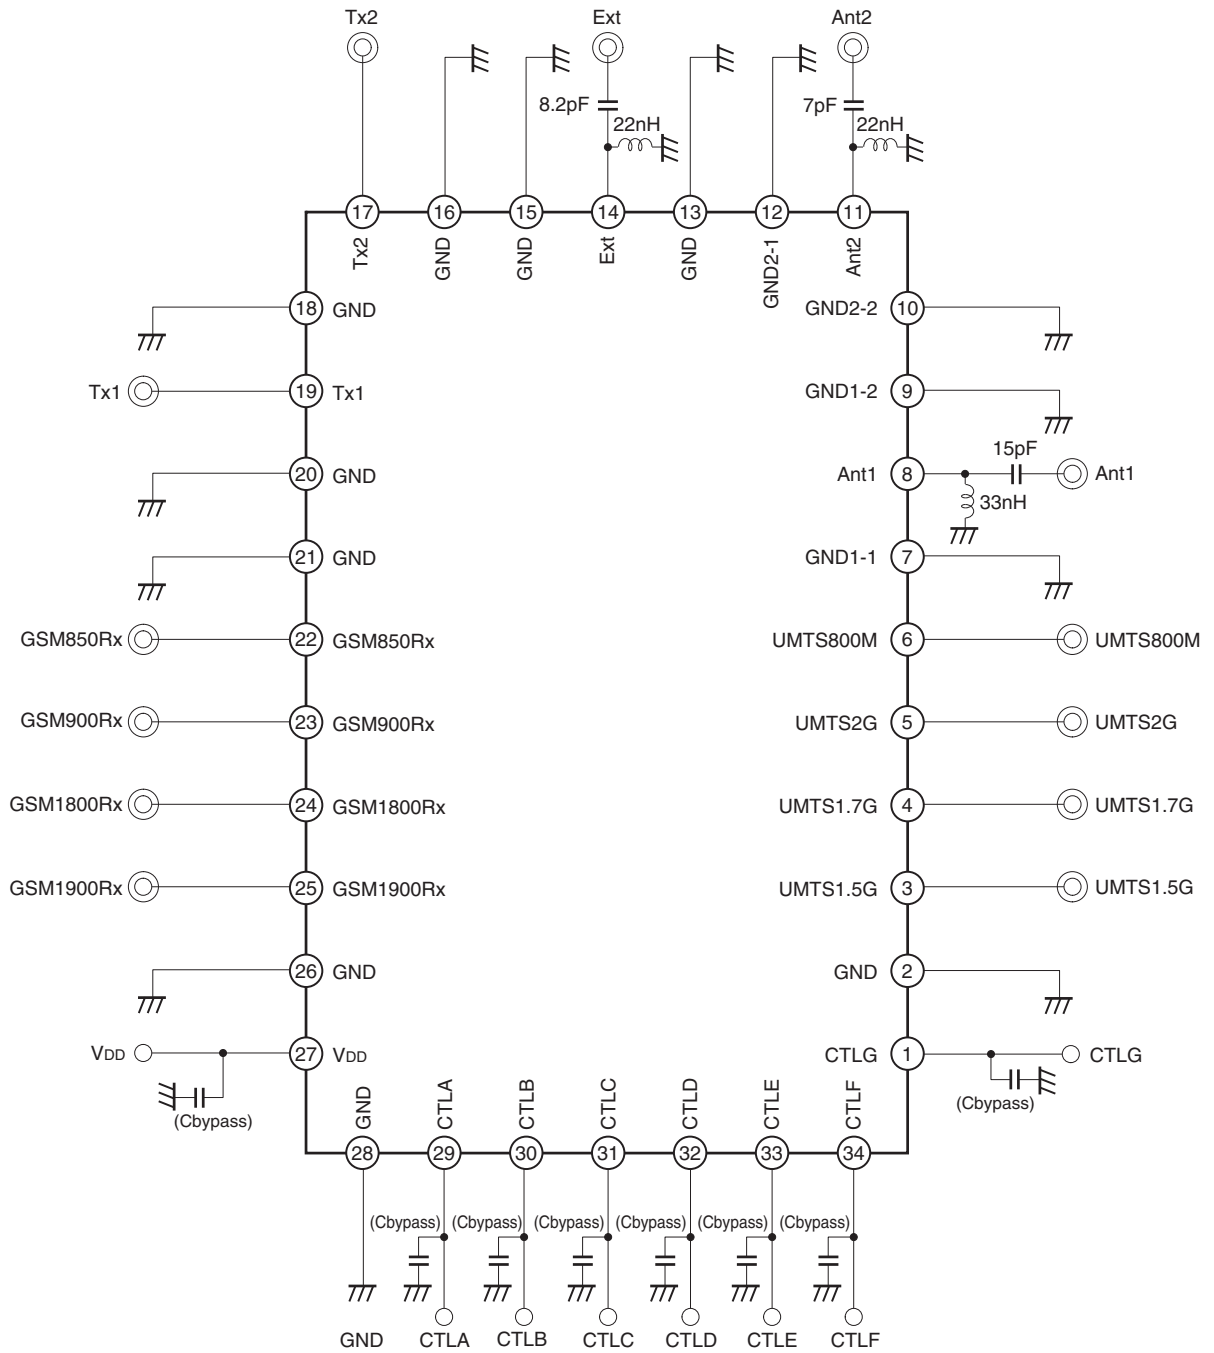 Tx2
Ext
Ant2
8.2pF
22nH
7pF
22nH
17
16
15
14
13
12
11
Tx2
GND
GND
Ext
GND
GND2-1
Ant2
18 GND
GND2-2 10
Tx1
19 Tx1
GND1-2 9
15pF
20 GND
Ant1 8
Ant1
33nH
21 GND
GND1-1 7
GSM850Rx
22 GSM850Rx
UMTS800M 6
UMTS800M
GSM900Rx
23 GSM900Rx
UMTS2G 5
UMTS2G
GSM1800Rx
24 GSM1800Rx
UMTS1.7G 4
UMTS1.7G
GSM1900Rx
25 GSM1900Rx
UMTS1.5G 3
UMTS1.5G
26 GND
GND 2
VDD
27 VDD
CTLG 1
CTLG
(Cbypass)
(Cbypass)
GND
CTLA
CTLB
CTLC
CTLD
CTLE
CTLF
28
29
30
31
32
33
34
(Cbypass)
(Cbypass)
(Cbypass)
(Cbypass)
(Cbypass)
(Cbypass)
GND
CTLA
CTLB
CTLC
CTLD
CTLE
CTLF